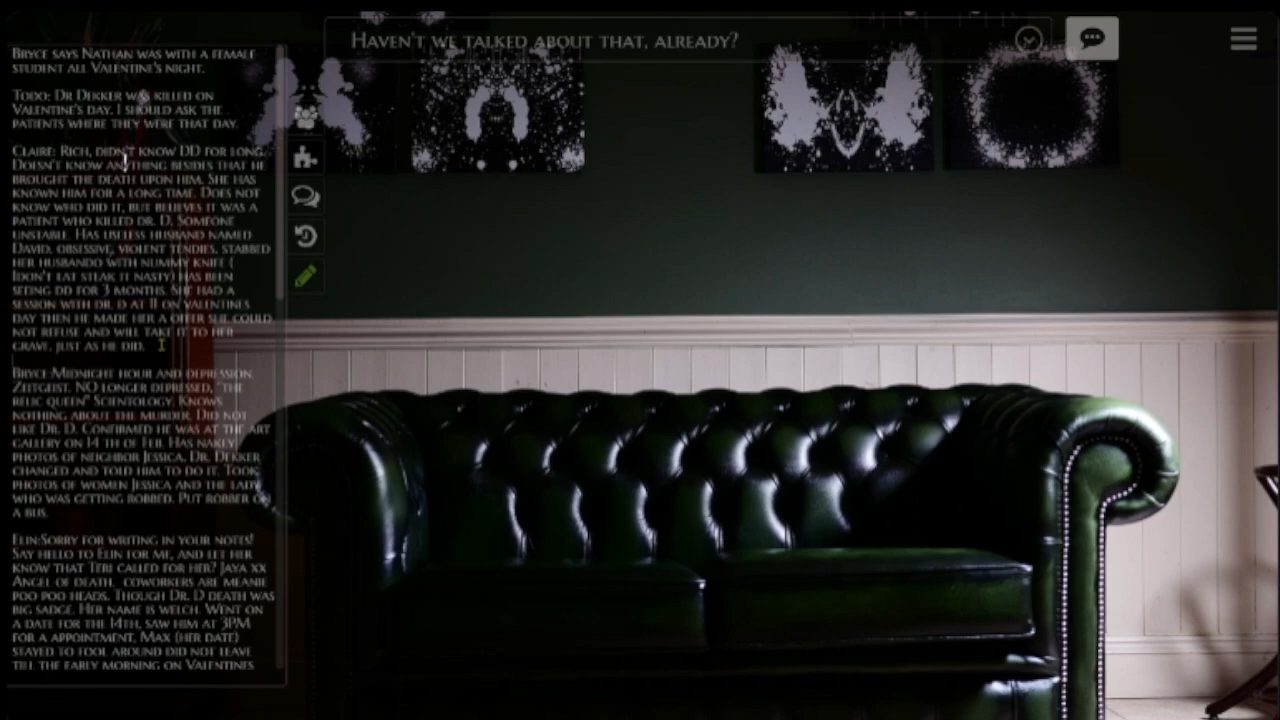 Haven't we talked about that, already?
Bryce says Nathan was with a female
student all Valentine's night.
Todo: Dr Dekker was killed on
Valentine's day. I should ask the
patients where they were that day.
Claire: Rich, didn't know DD for long.
Doesn't know anything besides that he
brought the death upon him. She has
known him for a long time. Does not
know who did it, but believes it was a
patient who killed Dr. D. Someone
unstable. Has useless husband named
David. obsessive, violent tendies. stabbed
her husbando with nummy knife (
Idon't eat steak it nasty) has been
seeing DD for 3 months. She had a
session with Dr. D at 11 on valentines
day then he made her a offer she could
not refuse and will take it to her
grave. Just as he did.
Bryce:Midnight hour and depression.
Zeitgeist. NO longer depressed, "the
relic queen" Scientology. Knows
nothing about the murder. Did not
like Dr. D. Confirmed he was at the art
gallery on 14 th of Feb. Has nakey
photos of neighbor Jessica. Dr. Dekker
changed and told him to do it. Took
photos of women Jessica and the lady
who was getting robbed. Put robber on
a bus.
Elin:Sorry for writing in your notes!
Say hello to Elin for me, and let her
know that Teri called for her? Jaya xx
Angel of death. coworkers are meanie
poo poo heads. Though Dr. D death was
big sadge. Her name is Welch. Went on
a date for the 14th, saw him at 3PM
for a appointment, Max (her date)
stayed to fool around did not leave
till the early morning on Valentines